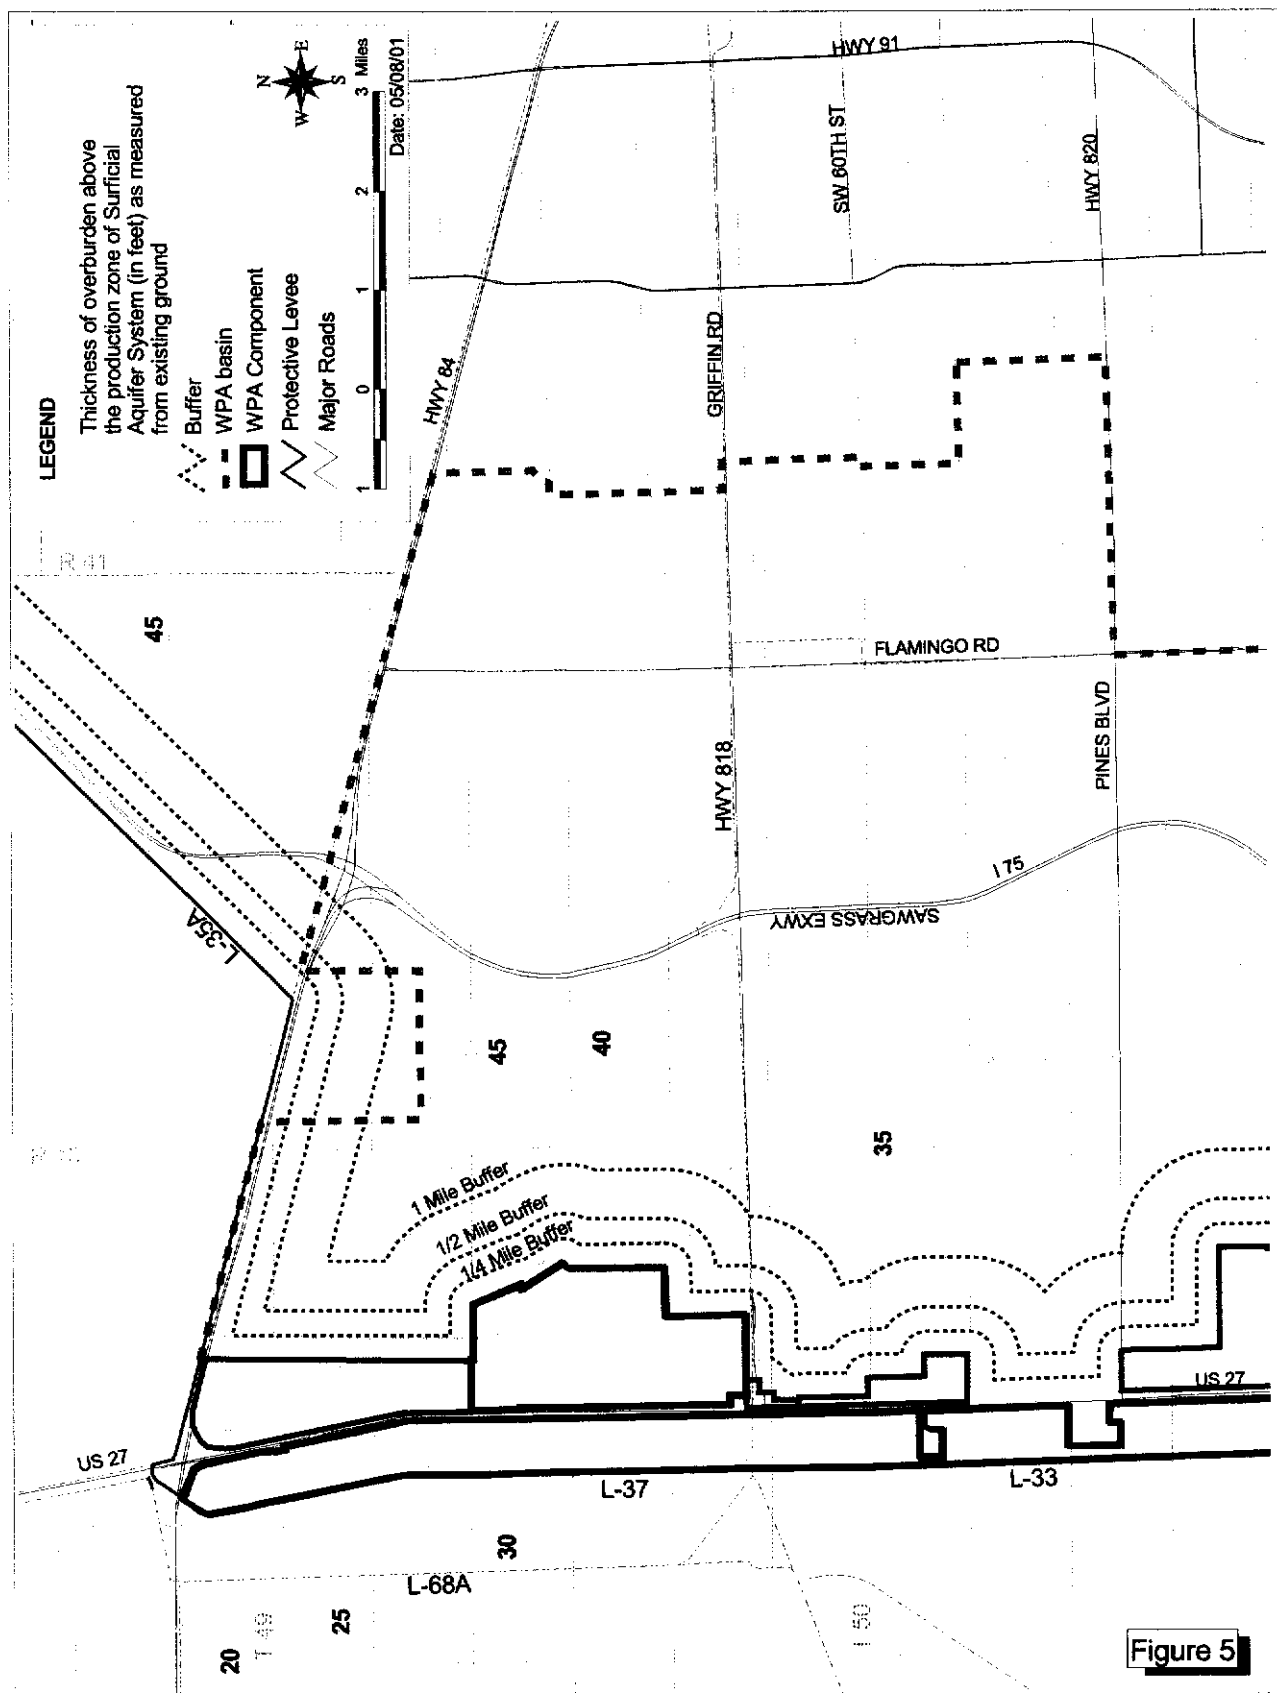 LEGEND
Thickness of overburden above
the production zone of Surficial
Aquifer System (in feet) as measured
from existing ground
Buffer
WPA basin
WPA Component
Protective Levee
Major Roads
N
E
S
W
1 0 1 2 3 Miles
Date: 05/08/01
R 41
45
HWY 84
HWY 91
GRIFFIN RD
SW 60TH ST
HWY 820
FLAMINGO RD
HWY 818
PINES BLVD
I 75
SAWGRASS EXWY
L-35A
45
40
35
1 Mile Buffer
1/2 Mile Buffer
1/4 Mile Buffer
US 27
US 27
L-37
L-33
30
L-68A
25
20
T 49
Figure 5